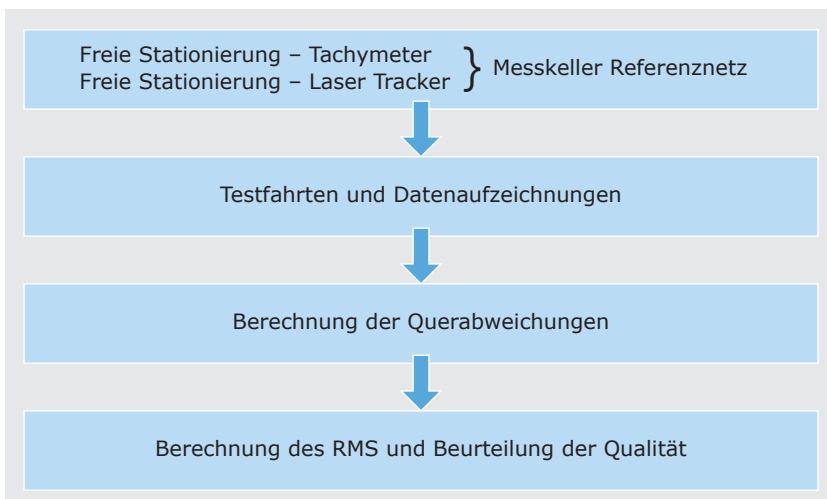 Freie Stationierung – Tachymeter
Freie Stationierung – Laser Tracker
} Messkeller Referenznetz
Testfahrten und Datenaufzeichnungen
Berechnung der Querabweichungen
Berechnung des RMS und Beurteilung der Qualität